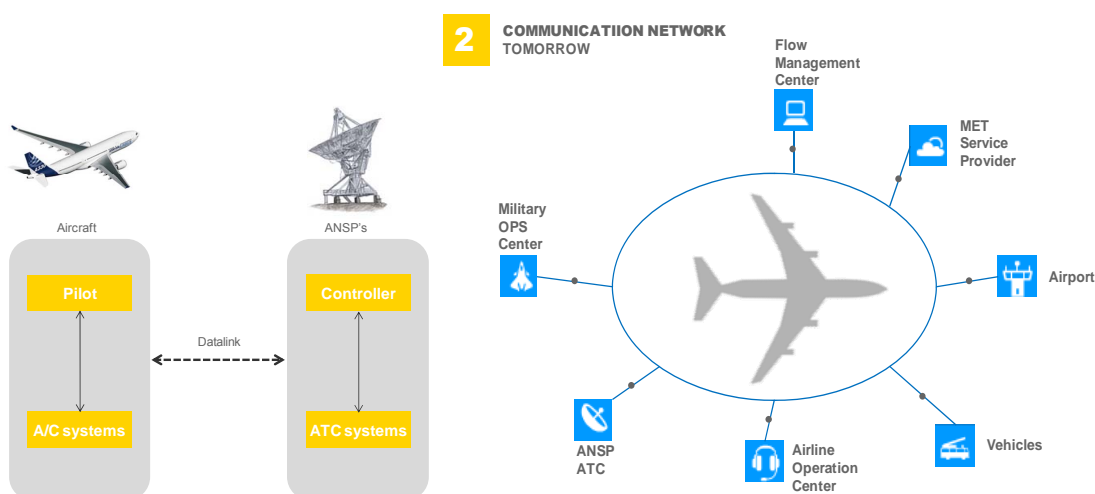 2
COMMUNICATIION NETWORK
TOMORROW
Aircraft
Pilot
A/C systems
Datalink
ANSP's
Controller
ATC systems
Flow
Management
Center
MET
Service
Provider
Military
OPS
Center
Airport
ANSP
ATC
Airline
Operation
Center
Vehicles